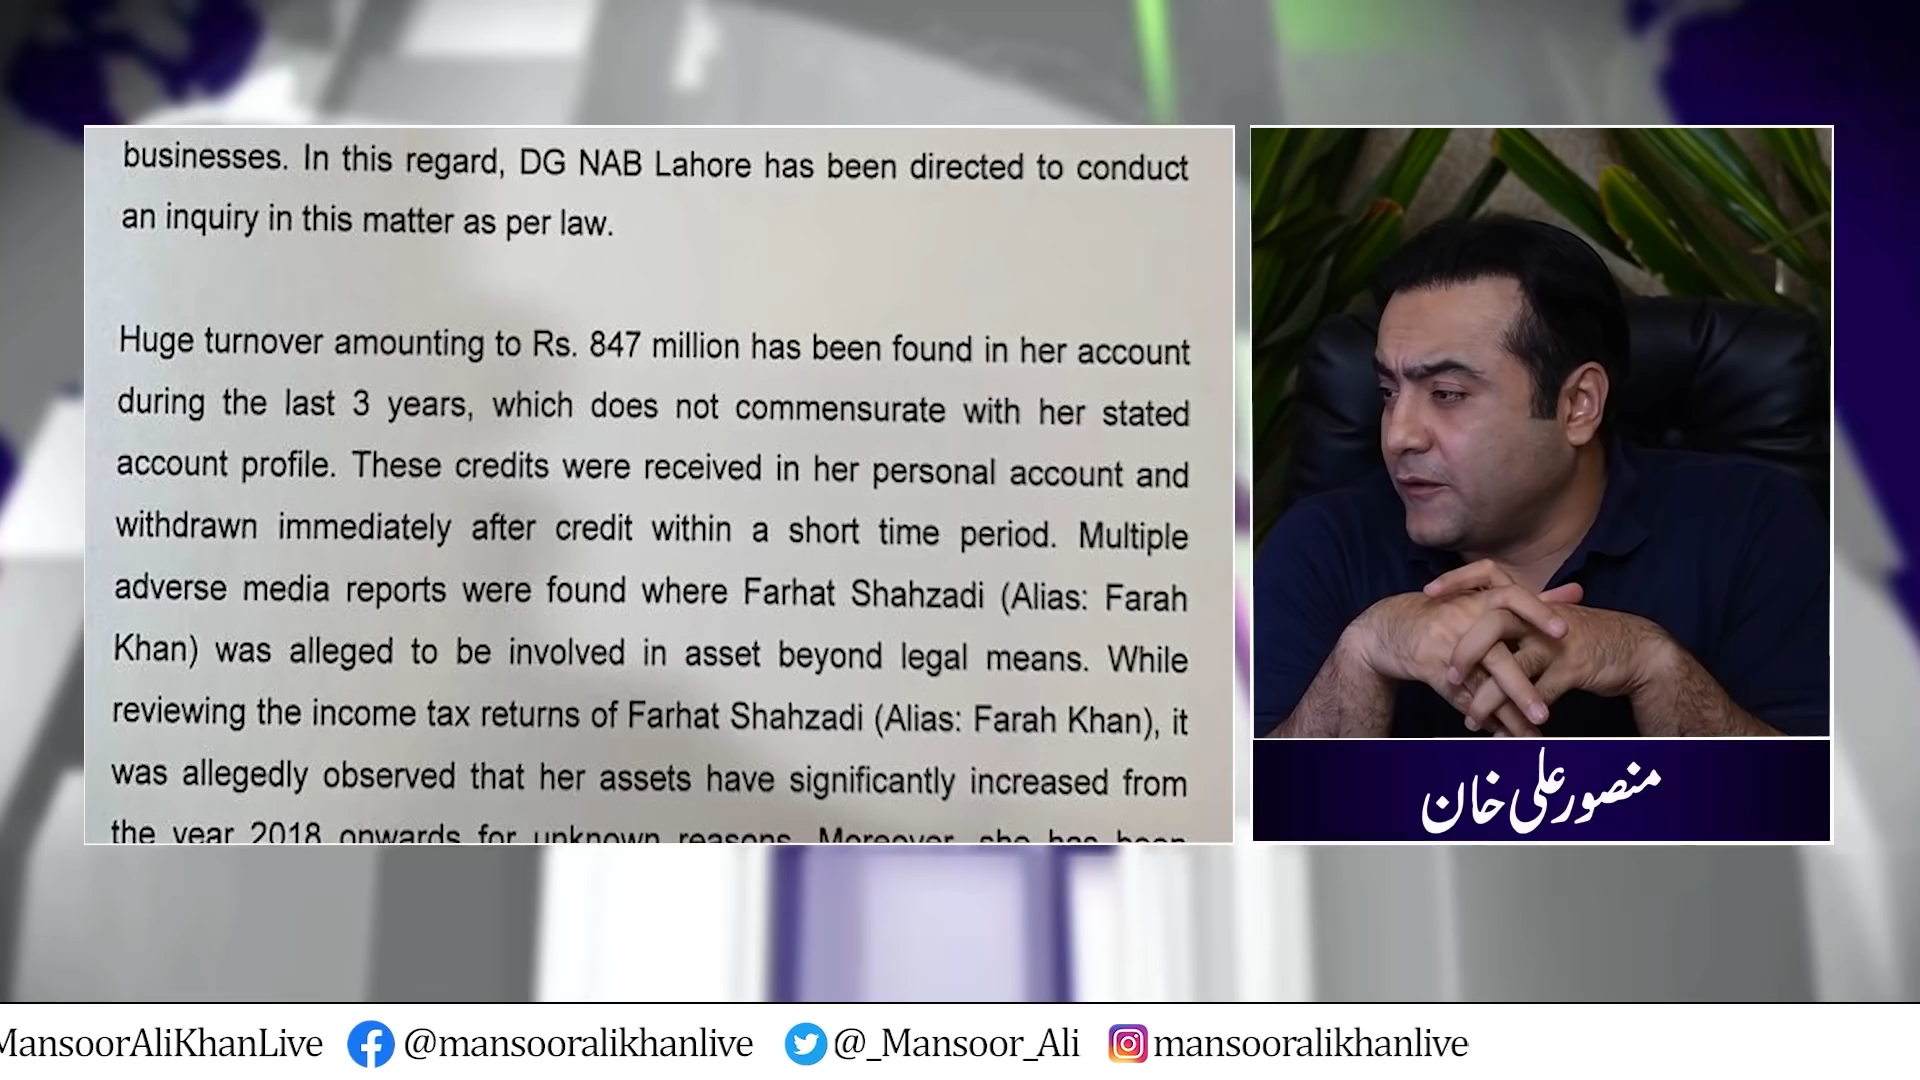 businesses. In this regard, DG NAB Lahore has been directed to conduct
an inquiry in this matter as per law.
Huge turnover amounting to Rs. 847 million has been found in her account
during the last 3 years, which does not commensurate with her stated
account profile. These credits were received in her personal account and
withdrawn immediately after credit within a short time period. Multiple
adverse media reports were found where Farhat Shahzadi (Alias: Farah
Khan) was alleged to be involved in asset beyond legal means. While
reviewing the income tax returns of Farhat Shahzadi (Alias: Farah Khan), it
was allegedly observed that her assets have significantly increased from
the year 2018 onwards for unknown reasons. Moreover, she has been
منصور علی خان
MansoorAliKhanLive @mansooralikhanlive @_Mansoor_Ali mansooralikhanlive